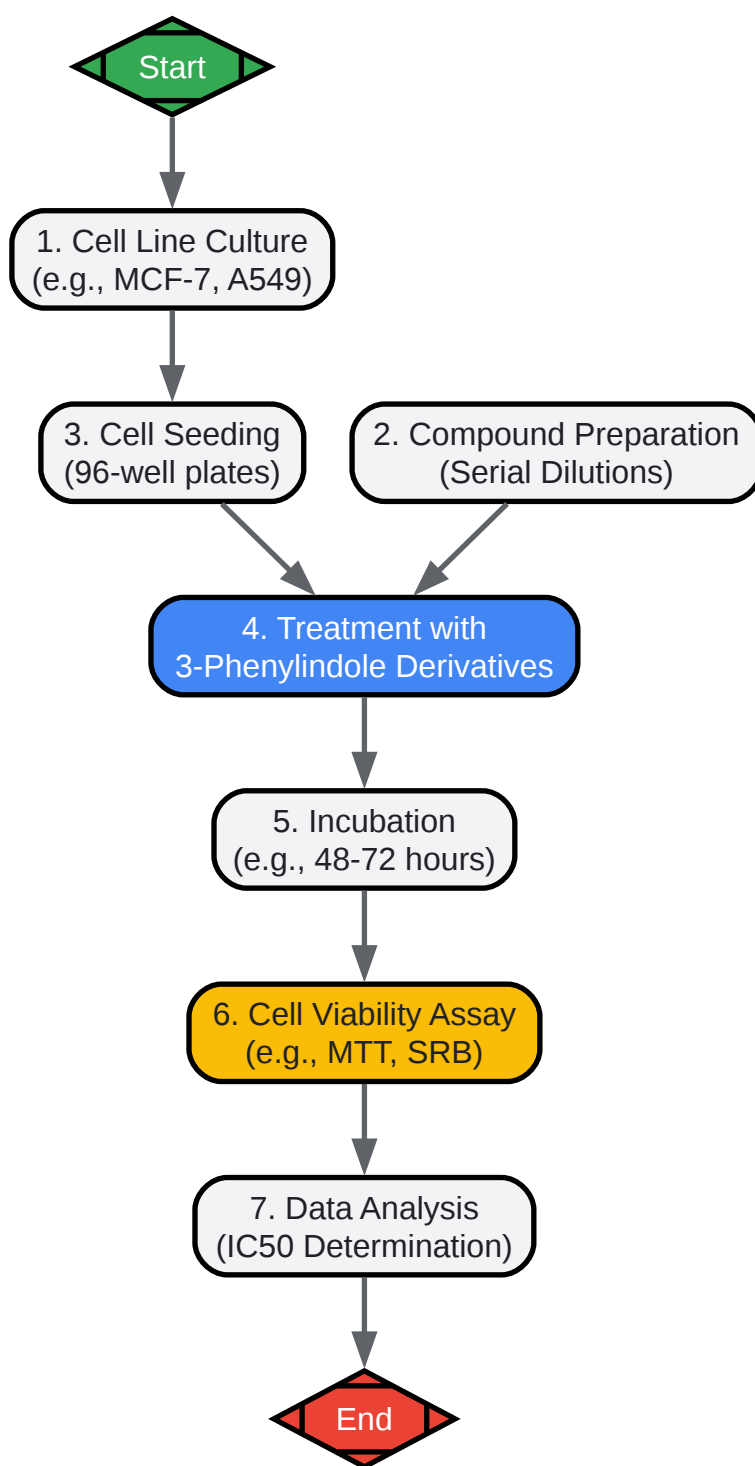 Start
1. Cell Line Culture
(e.g., MCF-7, A549)
3. Cell Seeding
(96-well plates)
2. Compound Preparation
(Serial Dilutions)
4. Treatment with
3-Phenylindole Derivatives
5. Incubation
(e.g., 48-72 hours)
6. Cell Viability Assay
(e.g., MTT, SRB)
7. Data Analysis
(IC50 Determination)
End